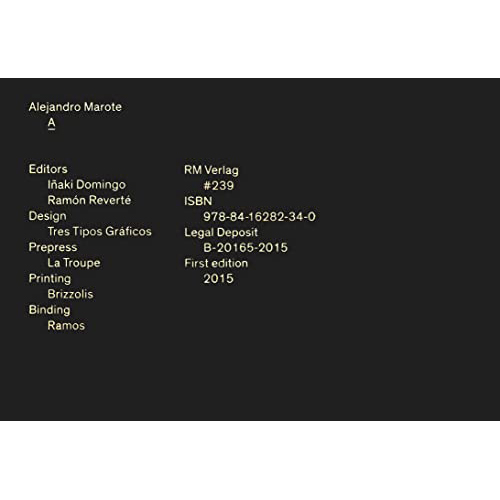 Alejandro Marote
A
Editors
Iñaki Domingo
Ramón Reverté
Design
Tres Tipos Gráficos
Prepress
La Troupe
Printing
Brizzolis
Binding
Ramos
RM Verlag
#239
ISBN
978-84-16282-34-0
Legal Deposit
B-20165-2015
First edition
2015